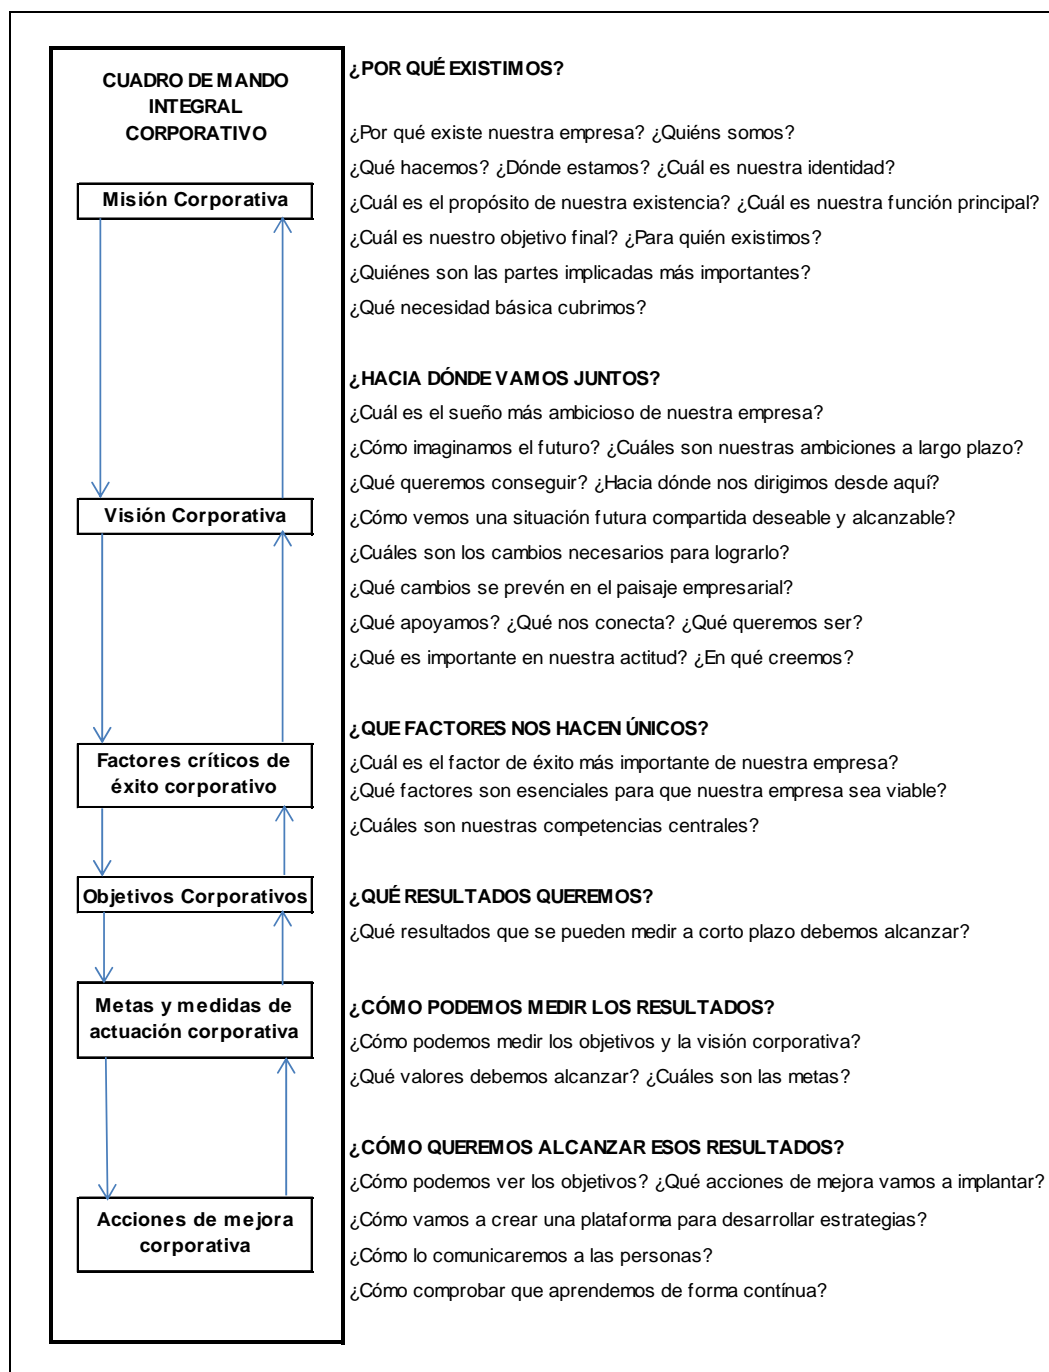 CUADRO DE MANDO
INTEGRAL
CORPORATIVO
Misión Corporativa
Visión Corporativa
Factores críticos de
éxito corporativo
Objetivos Corporativos
Metas y medidas de
actuación corporativa
Acciones de mejora
corporativa
¿POR QUÉ EXISTIMOS?
¿Por qué existe nuestra empresa? ¿Quiéns somos?
¿Qué hacemos? ¿Dónde estamos? ¿Cuál es nuestra identidad?
¿Cuál es el propósito de nuestra existencia? ¿Cuál es nuestra función principal?
¿Cuál es nuestro objetivo final? ¿Para quién existimos?
¿Quiénes son las partes implicadas más importantes?
¿Qué necesidad básica cubrimos?
¿HACIA DÓNDE VAMOS JUNTOS?
¿Cuál es el sueño más ambicioso de nuestra empresa?
¿Cómo imaginamos el futuro? ¿Cuáles son nuestras ambiciones a largo plazo?
¿Qué queremos conseguir? ¿Hacia dónde nos dirigimos desde aquí?
¿Cómo vemos una situación futura compartida deseable y alcanzable?
¿Cuáles son los cambios necesarios para lograrlo?
¿Qué cambios se prevén en el paisaje empresarial?
¿Qué apoyamos? ¿Qué nos conecta? ¿Qué queremos ser?
¿Qué es importante en nuestra actitud? ¿En qué creemos?
¿QUE FACTORES NOS HACEN ÚNICOS?
¿Cuál es el factor de éxito más importante de nuestra empresa?
¿Qué factores son esenciales para que nuestra empresa sea viable?
¿Cuáles son nuestras competencias centrales?
¿QUÉ RESULTADOS QUEREMOS?
¿Qué resultados que se pueden medir a corto plazo debemos alcanzar?
¿CÓMO PODEMOS MEDIR LOS RESULTADOS?
¿Cómo podemos medir los objetivos y la visión corporativa?
¿Qué valores debemos alcanzar? ¿Cuáles son las metas?
¿CÓMO QUEREMOS ALCANZAR ESOS RESULTADOS?
¿Cómo podemos ver los objetivos? ¿Qué acciones de mejora vamos a implantar?
¿Cómo vamos a crear una plataforma para desarrollar estrategias?
¿Cómo lo comunicaremos a las personas?
¿Cómo comprobar que aprendemos de forma contínua?